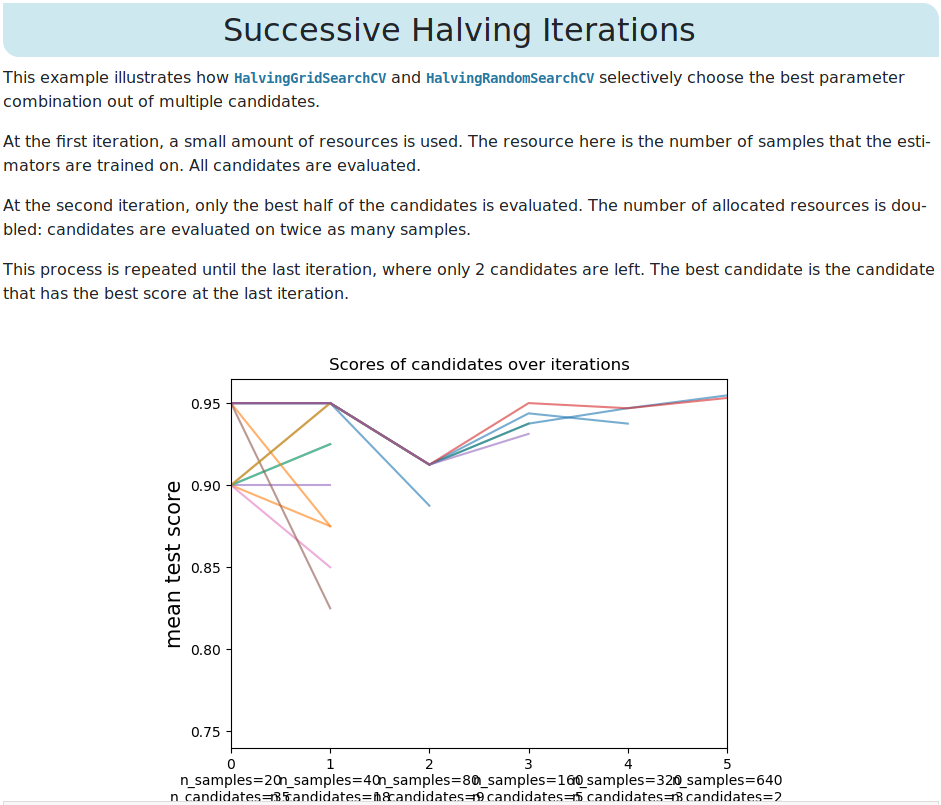 Successive Halving Iterations
This example illustrates how HalvingGridSearchCV and HalvingRandomSearchCV selectively choose the best parameter
combination out of multiple candidates.
At the first iteration, a small amount of resources is used. The resource here is the number of samples that the esti-
mators are trained on. All candidates are evaluated.
At the second iteration, only the best half of the candidates is evaluated. The number of allocated resources is dou-
bled: candidates are evaluated on twice as many samples.
This process is repeated until the last iteration, where only 2 candidates are left. The best candidate is the candidate
that has the best score at the last iteration.
Scores of candidates over iterations
0.95
0.90
0.85
0.80
0.75
mean test score
0 1 2 3 4 5
n_samples=20 n_samples=40 n_samples=80 n_samples=160 n_samples=320 n_samples=640
n_candidates=35 n_candidates=18 n_candidates=9 n_candidates=5 n_candidates=3 n_candidates=2